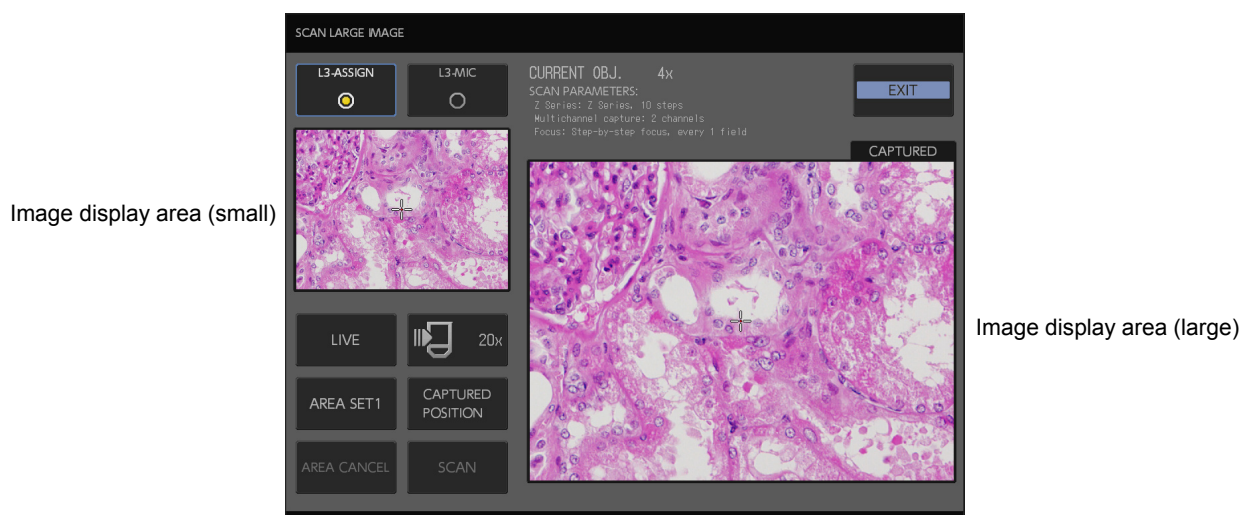 SCAN LARGE IMAGE
L3-ASSIGN
L3-MIC
CURRENT OBJ. 4x
SCAN PARAMETERS:
Z Series: Z Series, 10 steps
Multichannel capture: 2 channels
Focus: Step-by-step focus, every 1 field
EXIT
CAPTURED
Image display area (small)
Image display area (large)
LIVE
20x
AREA SET1
CAPTURED
POSITION
AREA CANCEL
SCAN